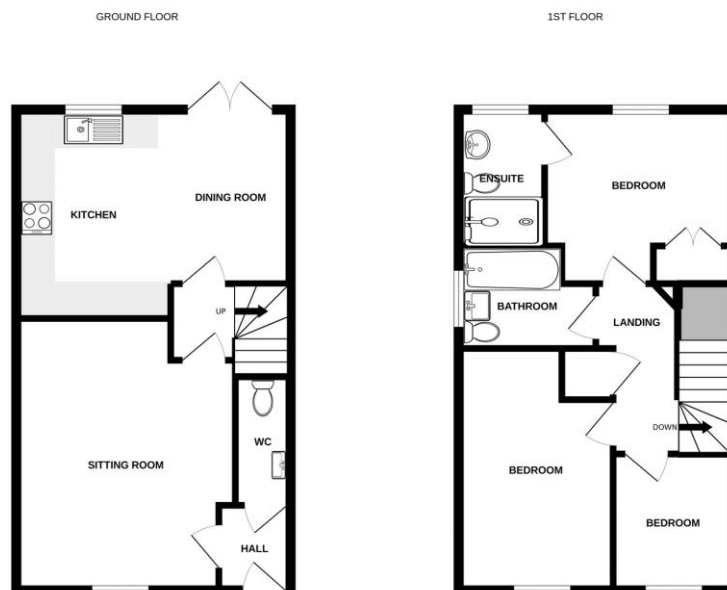 GROUND FLOOR
KITCHEN
DINING ROOM
UP
SITTING ROOM
WC
HALL
1ST FLOOR
ENSUITE
BEDROOM
BATHROOM
LANDING
DOWN
BEDROOM
BEDROOM